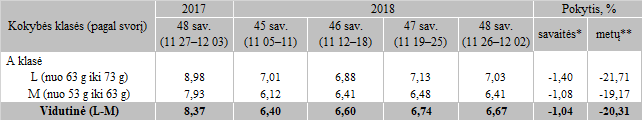 Kokybės klasės (pagal svorį) 2017 2018 Pokytis, %
48 sav. (11 27–12 03) 45 sav. (11 05–11) 46 sav. (11 12–18) 47 sav. (11 19–25) 48 sav. (11 26–12 02) savaitės* metų**
A klasė
L (nuo 63 g iki 73 g) 8,98 7,01 6,88 7,13 7,03 -1,40 -21,71
M (nuo 53 g iki 63 g) 7,93 6,12 6,41 6,48 6,41 -1,08 -19,17
Vidutinė (L-M) 8,37 6,40 6,60 6,74 6,67 -1,04 -20,31